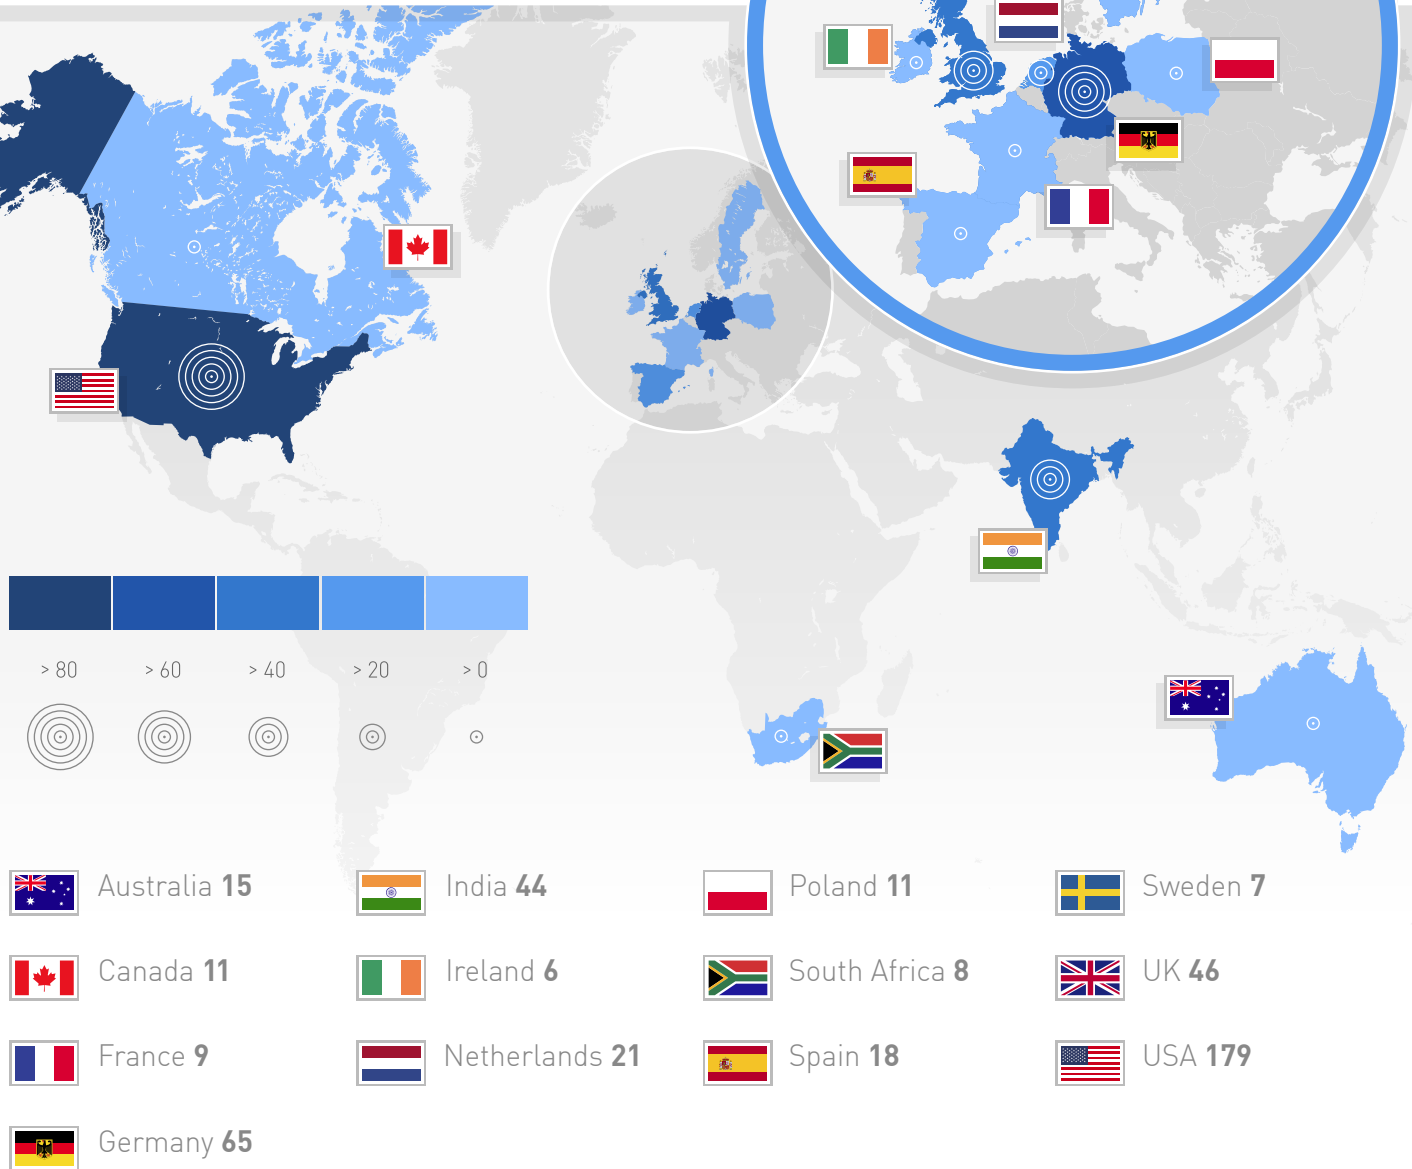 > 80 > 60 > 40 > 20 > 0
Australia 15
India 44
Poland 11
Sweden 7
Canada 11
Ireland 6
South Africa 8
UK 46
France 9
Netherlands 21
Spain 18
USA 179
Germany 65